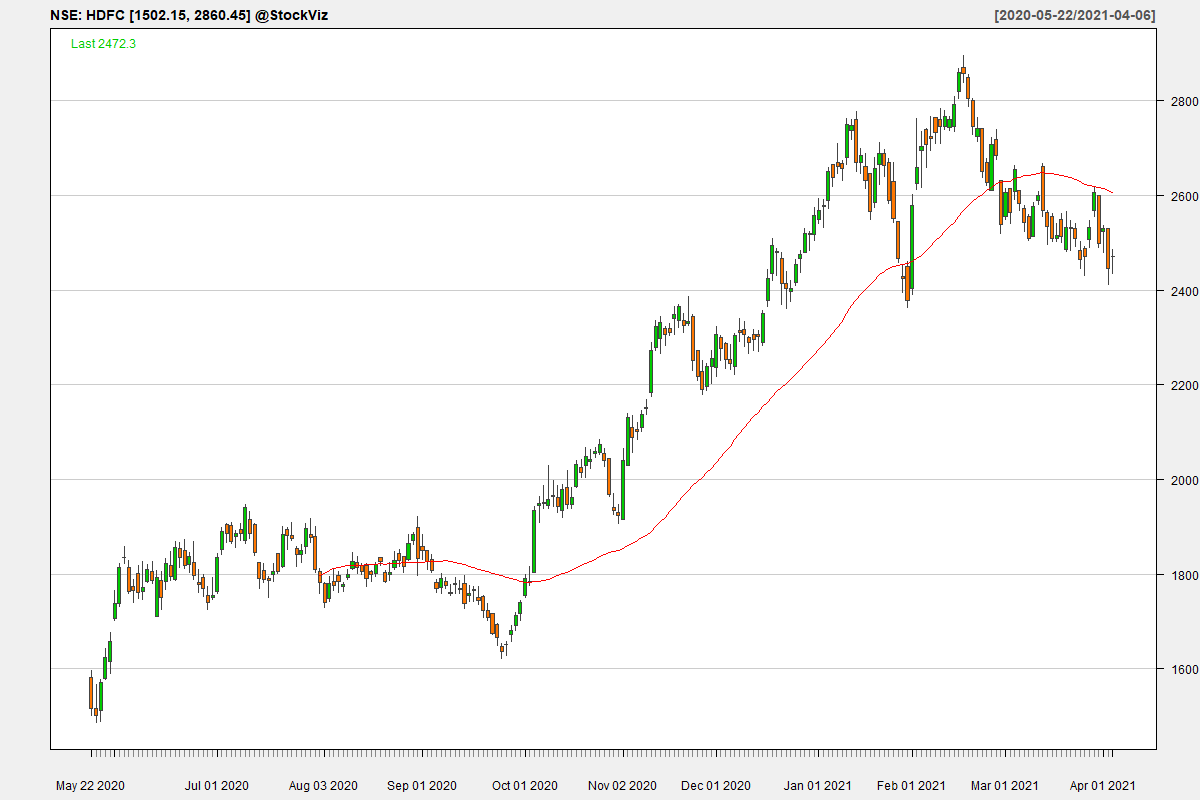 NSE: HDFC [1502.15, 2860.45] @StockViz
[2020-05-22/2021-04-06]
Last 2472.3
2800
2600
2400
2200
2000
1800
1600
May 22 2020 Jul 01 2020 Aug 03 2020 Sep 01 2020 Oct 01 2020 Nov 02 2020 Dec 01 2020 Jan 01 2021 Feb 01 2021 Mar 01 2021 Apr 01 2021